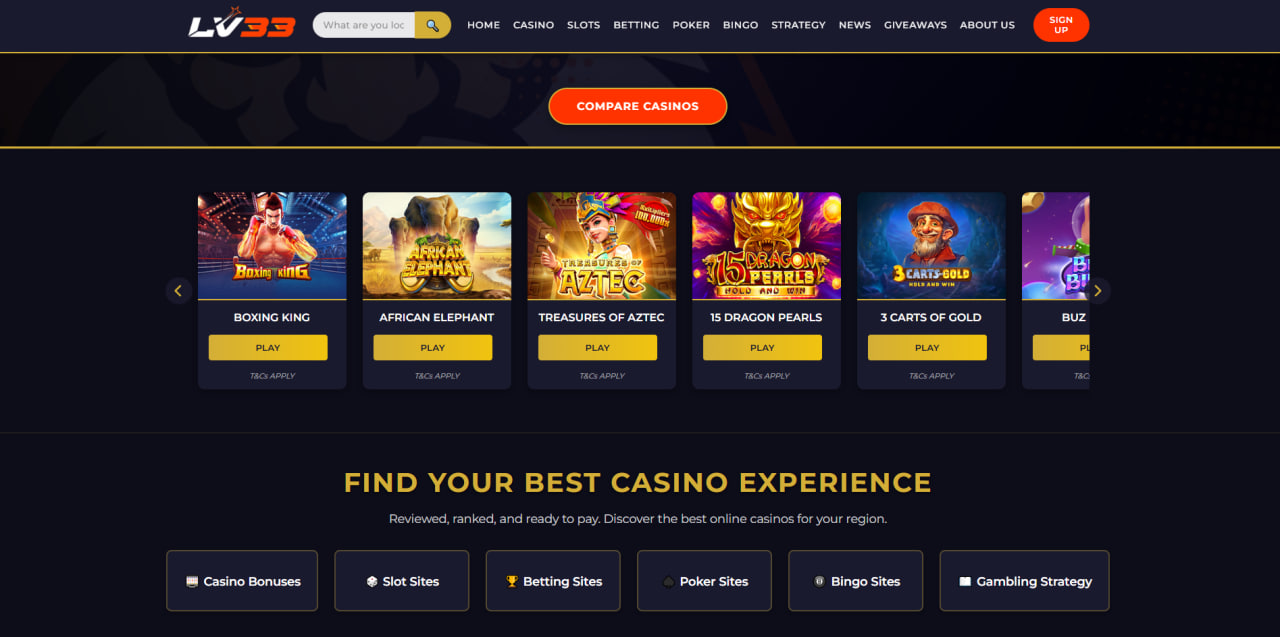 LV33
What are you loc
HOME CASINO SLOTS BETTING POKER BINGO STRATEGY NEWS GIVEAWAYS ABOUT US
SIGN
UP
COMPARE CASINOS
BOXING KING
AFRICAN
ELEPHANT
Multipliers
100,000x
TREASURES OF
AZTEC
15 DRAGON
PEARLS
HOLD AND WIN
3 CARTS OF GOLD
HOLD AND WIN
BOXING KING AFRICAN ELEPHANT TREASURES OF AZTEC 15 DRAGON PEARLS 3 CARTS OF GOLD BUZ
PLAY PLAY PLAY PLAY PLAY PL
T&Cs APPLY T&Cs APPLY T&Cs APPLY T&Cs APPLY T&Cs APPLY T&C
FIND YOUR BEST CASINO EXPERIENCE
Reviewed, ranked, and ready to pay. Discover the best online casinos for your region.
Casino Bonuses Slot Sites Betting Sites Poker Sites Bingo Sites Gambling Strategy